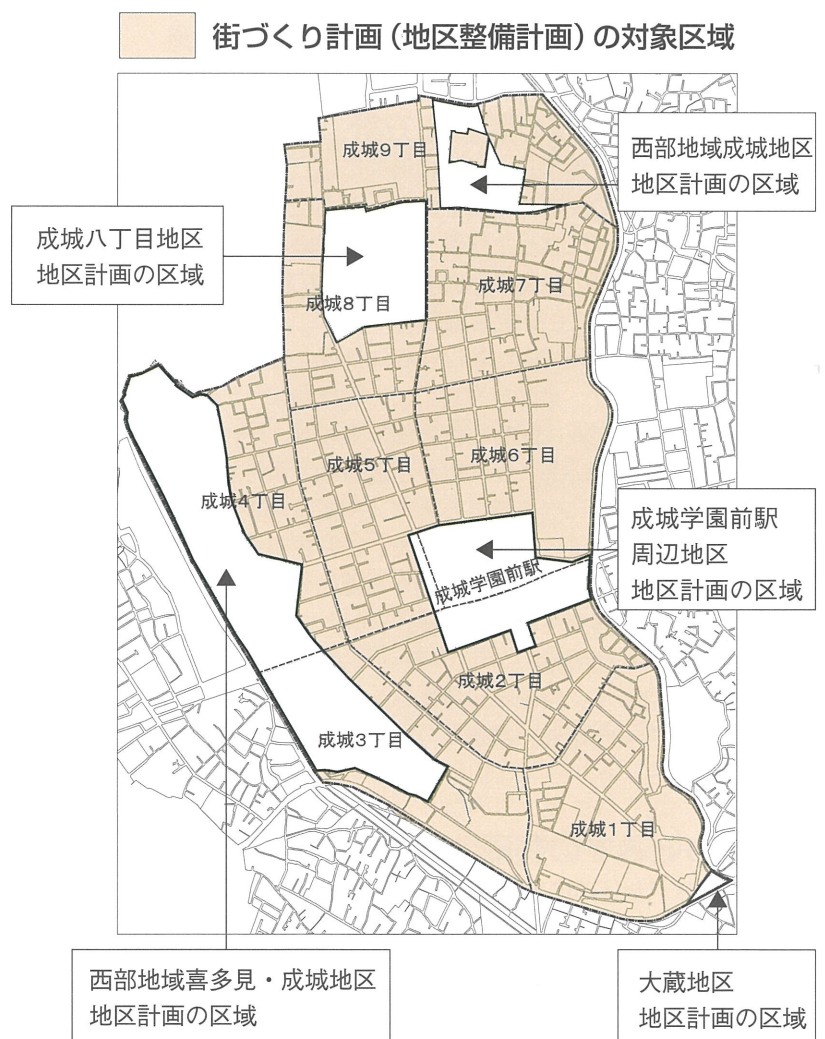 街づくり計画(地区整備計画)の対象区域
西部地域成城地区
地区計画の区域
成城9丁目
成城八丁目地区
地区計画の区域
成城8丁目
成城7丁目
成城5丁目
成城6丁目
成城4丁目
成城学園前駅
周辺地区
地区計画の区域
成城学園前駅
成城2丁目
成城3丁目
成城1丁目
西部地域喜多見・成城地区
地区計画の区域
大蔵地区
地区計画の区域